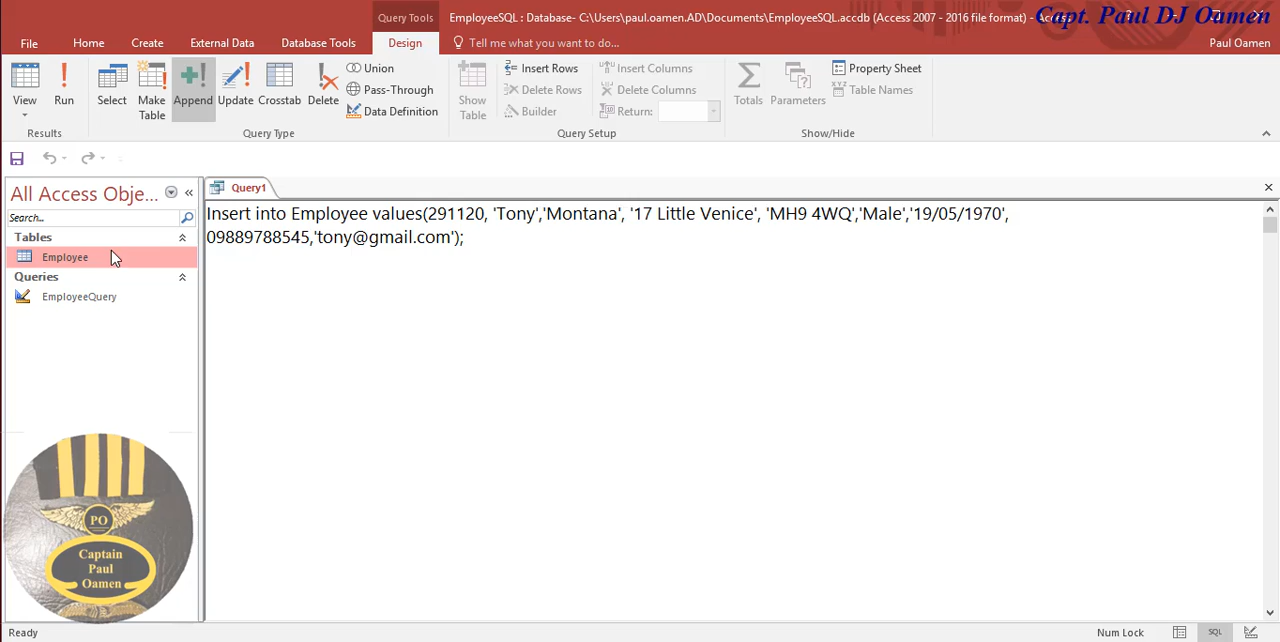 Query Tools
EmployeeSQL : Database- C:\Users\paul.oamen.AD\Documents\EmployeeSQL.accdb (Access 2007 - 2016 file format) -
Capt. Paul DJ Oamen
File Home Create External Data Database Tools Design Tell me what you want to do... Paul Oamen
View Run Select Make Table Append Update Crosstab Delete
Union
Pass-Through
Data Definition
Show Table
Insert Rows
Delete Rows
Builder
Insert Columns
Delete Columns
Return:
Totals Parameters
Property Sheet
Table Names
Results Query Type Query Setup Show/Hide
All Access Obje...
Search...
Tables
Employee
Queries
EmployeeQuery
Query1
Insert into Employee values(291120, 'Tony','Montana', '17 Little Venice', 'MH9 4WQ','Male','19/05/1970',
09889788545,'tony@gmail.com');
PO
Captain
Paul
Oamen
Ready Num Lock SQL